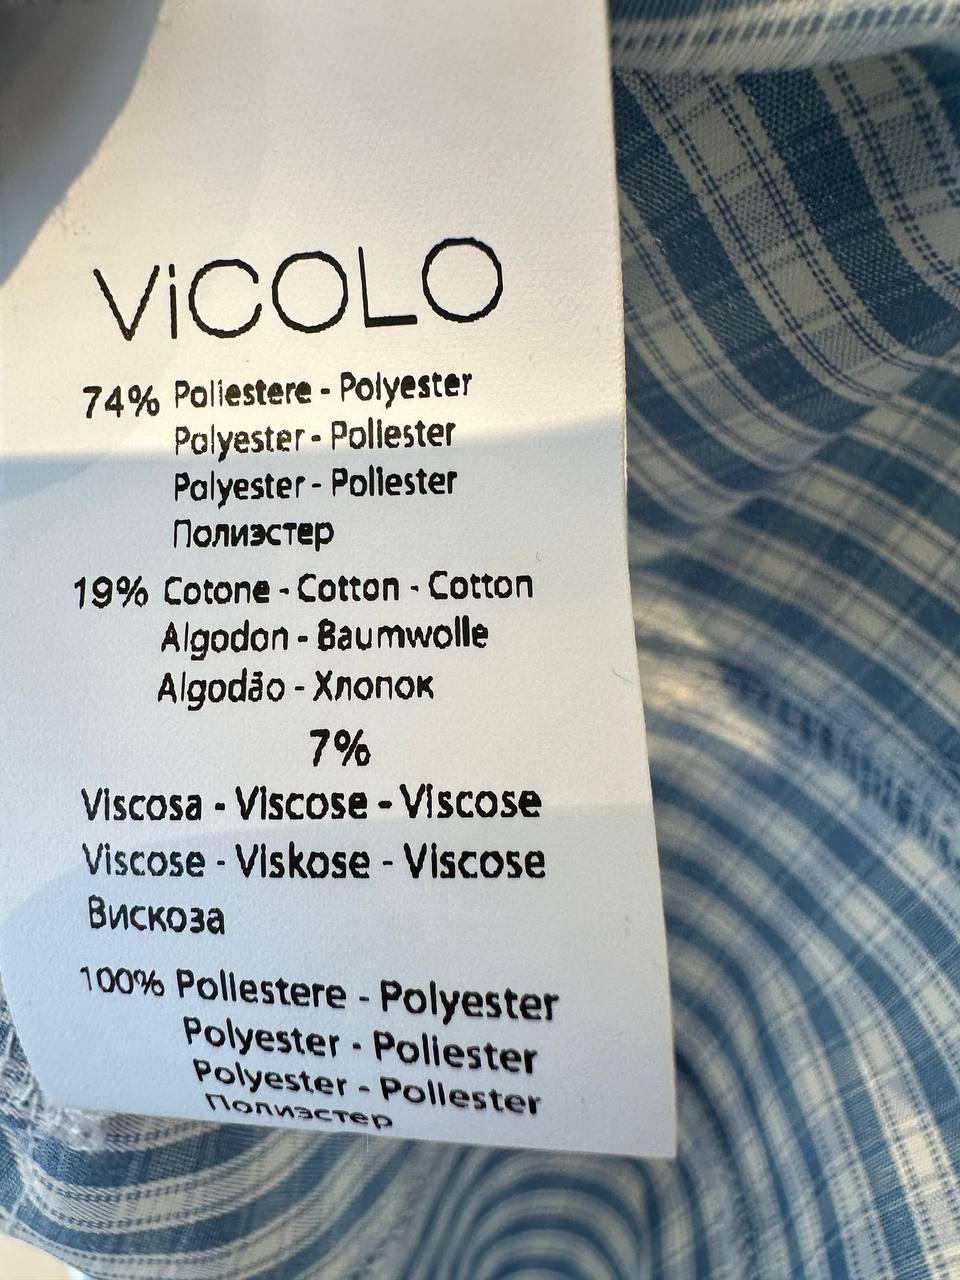 ViCOLO
74% Poliestere - Polyester
Polyester - Poliester
Polyester - Poliester
Полиэстер
19% Cotone - Cotton - Cotton
Algodon - Baumwolle
Algodão - Хлопок
7%
Viscosa - Viscose - Viscose
Viscose - Viskose - Viscose
Вискоза
100% Poliestere - Polyester
Polyester - Poliester
Polyester - Poliester
Полиэстер